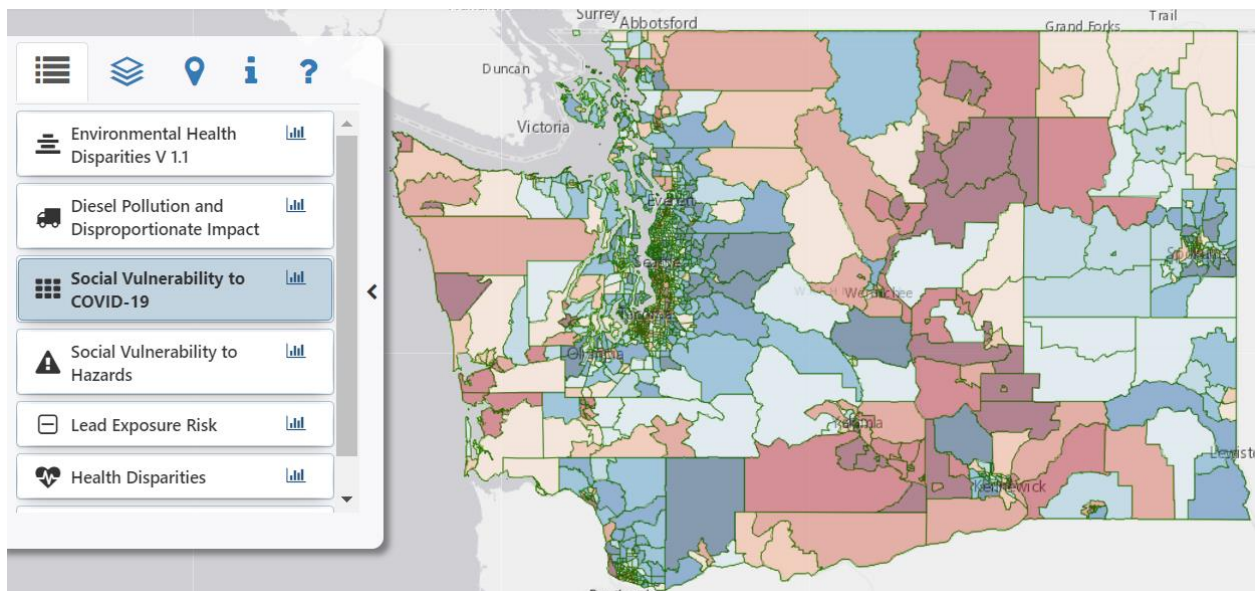 Surrey
Abbotsford
Trail
Grand Forks
Duncan
Victoria
?
Environmental Health
Disparities V 1.1
Diesel Pollution and
Disproportionate Impact
Social Vulnerability to
COVID-19
Social Vulnerability to
Hazards
Lead Exposure Risk
Health Disparities
Everett
Seattle
Spokane
Wenatchee
Tacoma
Olympia
Yakima
Kennewick
Lewist